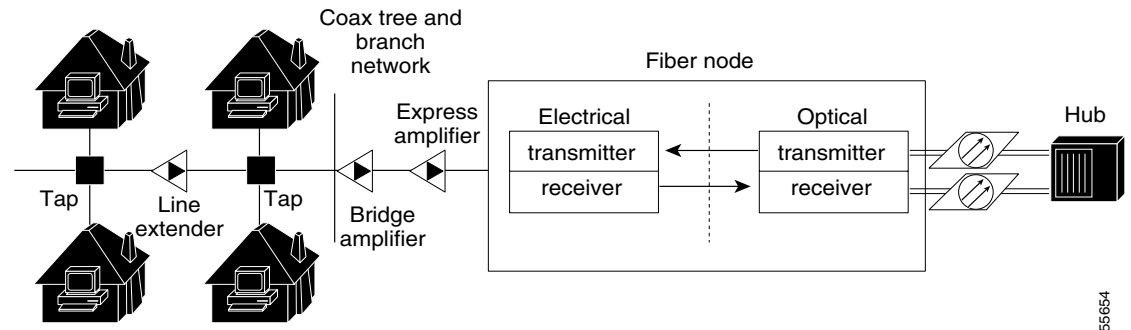 Coax tree and
branch
network
Fiber node
Express
amplifier
Electrical
Optical
Hub
transmitter
transmitter
receiver
receiver
Tap
Line
extender
Tap
Bridge
amplifier
55654